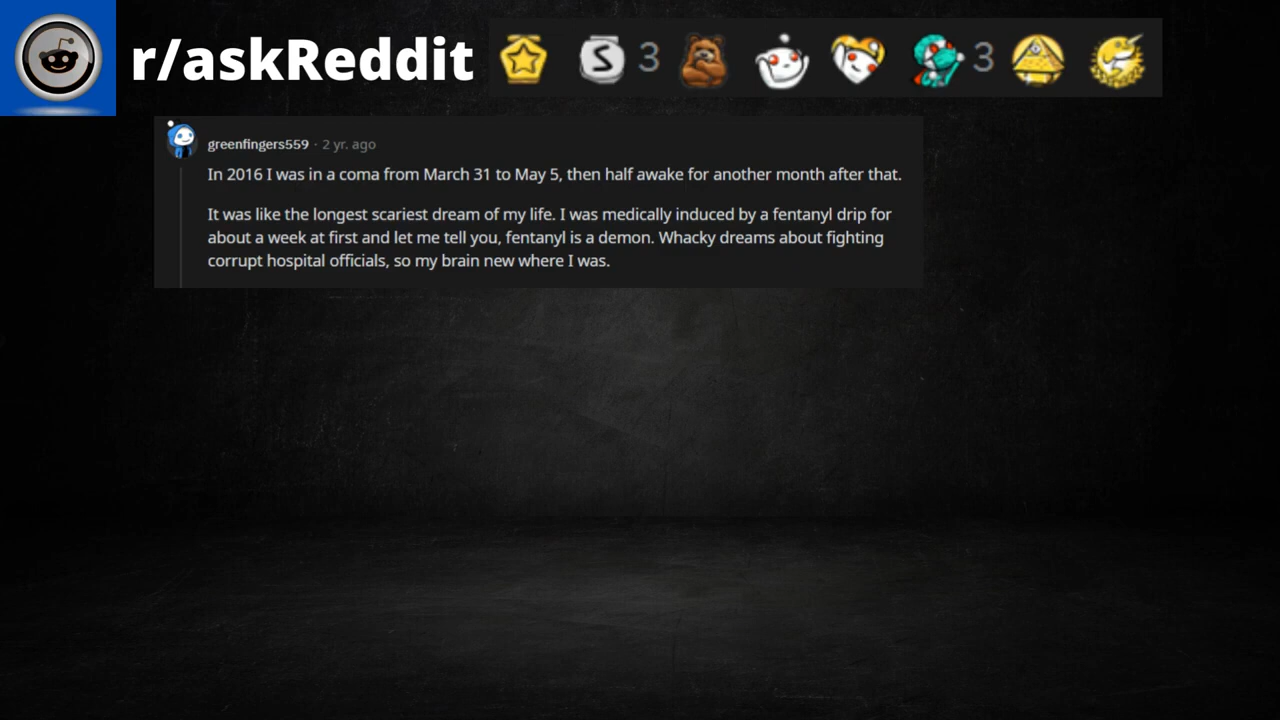 r/askReddit
S 3 3
greenfingers559 · 2 yr. ago
In 2016 I was in a coma from March 31 to May 5, then half awake for another month after that.
It was like the longest scariest dream of my life. I was medically induced by a fentanyl drip for
about a week at first and let me tell you, fentanyl is a demon. Whacky dreams about fighting
corrupt hospital officials, so my brain new where I was.